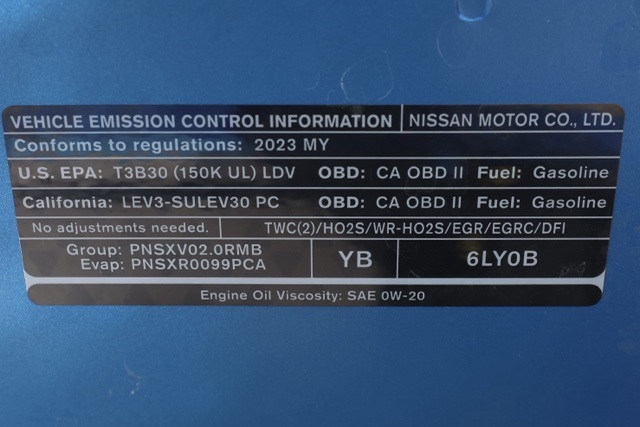 VEHICLE EMISSION CONTROL INFORMATION NISSAN MOTOR CO., LTD.
Conforms to regulations: 2023 MY
U.S. EPA: T3B30 (150K UL) LDV OBD: CA OBD II Fuel: Gasoline
California: LEV3-SULEV30 PC OBD: CA OBD II Fuel: Gasoline
No adjustments needed. TWC(2)/HO2S/WR-HO2S/EGR/EGRC/DFI
Group: PNSXV02.0RMB
Evap: PNSXR0099PCA
YB 6LY0B
Engine Oil Viscosity: SAE 0W-20